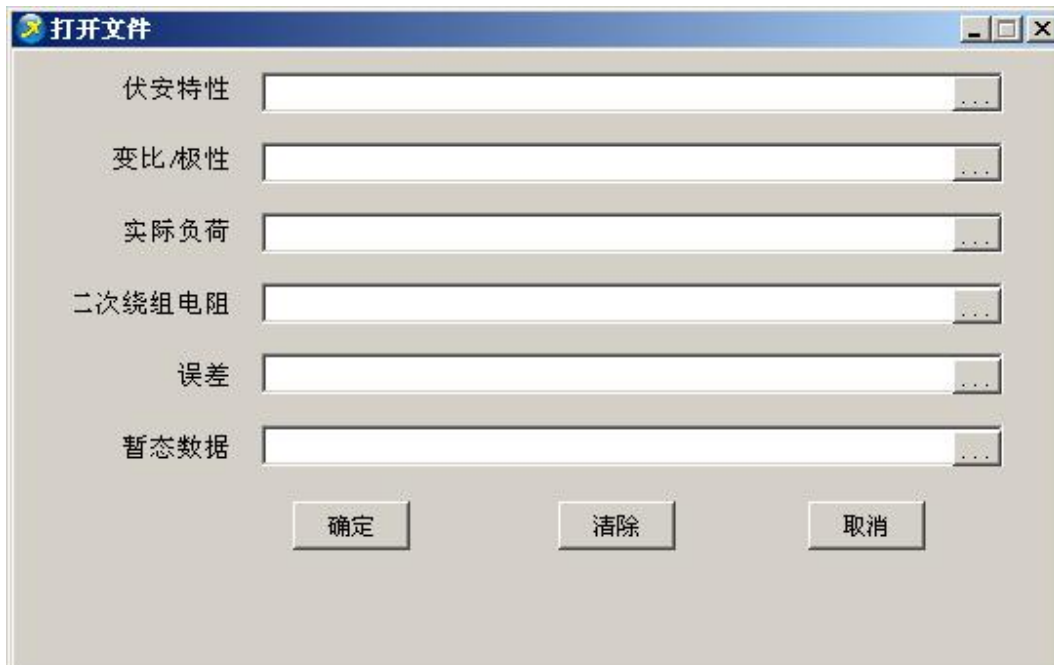 打开文件
伏安特性 ...
变比/极性 ...
实际负荷 ...
二次绕组电阻 ...
误差 ...
暂态数据 ...
确定 清除 取消